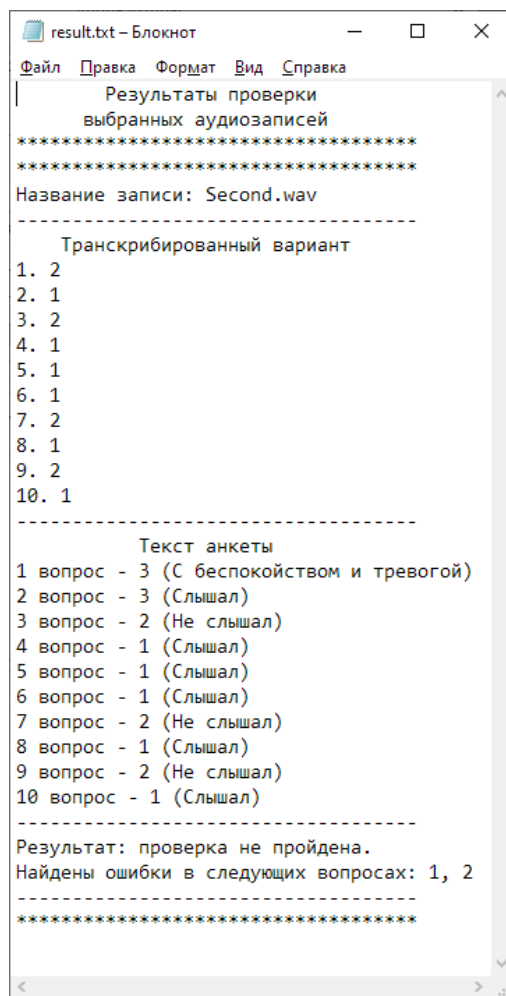 result.txt – Блокнот
Файл Правка Формат Вид Справка
Результаты проверки
выбранных аудиозаписей
************************************
************************************
Название записи: Second.wav
------------------------------------
Транскрибированный вариант
1. 2
2. 1
3. 2
4. 1
5. 1
6. 1
7. 2
8. 1
9. 2
10. 1
------------------------------------
Текст анкеты
1 вопрос - 3 (С беспокойством и тревогой)
2 вопрос - 3 (Слышал)
3 вопрос - 2 (Не слышал)
4 вопрос - 1 (Слышал)
5 вопрос - 1 (Слышал)
6 вопрос - 1 (Слышал)
7 вопрос - 2 (Не слышал)
8 вопрос - 1 (Слышал)
9 вопрос - 2 (Не слышал)
10 вопрос - 1 (Слышал)
------------------------------------
Результат: проверка не пройдена.
Найдены ошибки в следующих вопросах: 1, 2
------------------------------------
************************************